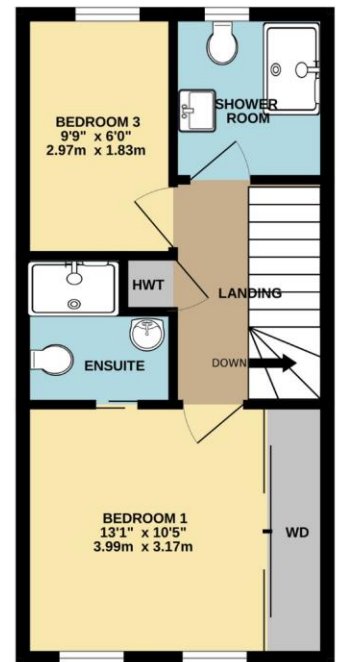 BEDROOM 3
9'9" x 6'0"
2.97m x 1.83m
SHOWER
ROOM
HWT
LANDING
ENSUITE
DOWN
BEDROOM 1
13'1" x 10'5"
3.99m x 3.17m
WD